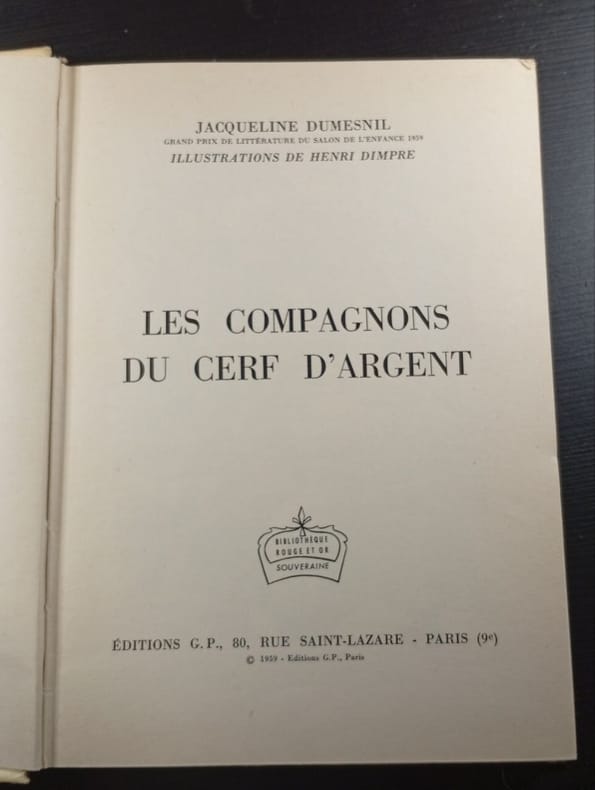 JACQUELINE DUMESNIL
GRAND PRIX DE LITTÉRATURE DU SALON DE L'ENFANCE 1959
ILLUSTRATIONS DE HENRI DIMPRE
LES COMPAGNONS
DU CERF D'ARGENT
BIBLIOTHÈQUE
ROUGE ET OR
SOUVERAINE
ÉDITIONS G. P., 80, RUE SAINT-LAZARE - PARIS (9e)
© 1959 - Editions G.P., Paris